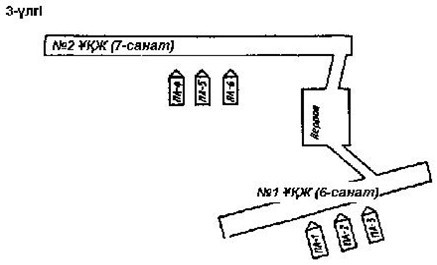 3-үлгі
№2 ҰҚЖ (7-санат)
ПА-4
ПА-5
ПА-6
Перрон
№1 ҰҚЖ (6-санат)
ПА-1
ПА-2
ПА-3